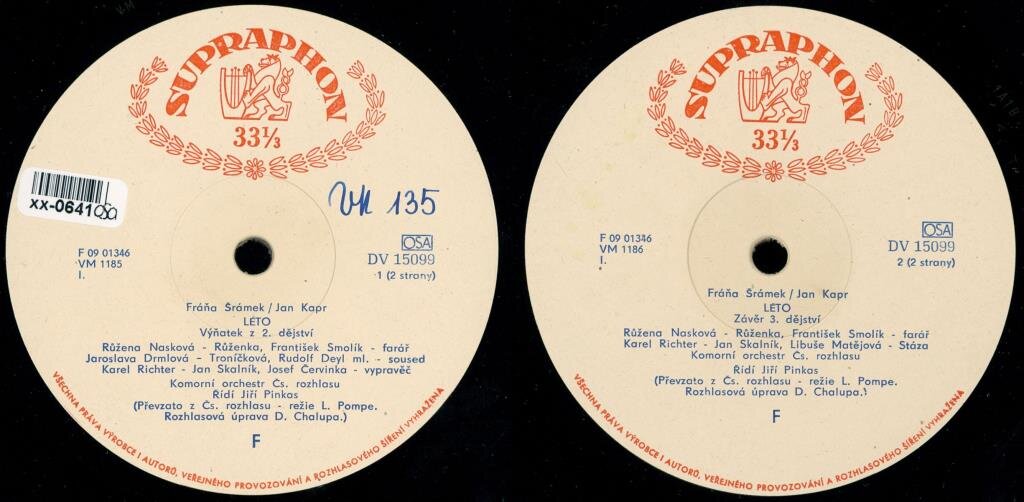 SUPRAPHON
33⅓
XX-0641
OSA
VM 135
F 09 01346
VM 1185
I.
OSA
DV 15099
1 (2 strany)
Fráňa Šrámek / Jan Kapr
LÉTO
Výňatek z 2. dějství
Růžena Nasková - Růženka, František Smolík - farář
Jaroslava Drmlová - Troníčková, Rudolf Deyl ml. - soused
Karel Richter - Jan Skalník, Josef Červinka - vypravěč
Komorní orchestr Čs. rozhlasu
Řídí Jiří Pinkas
(Převzato z Čs. rozhlasu - režie L. Pompe.
Rozhlasová úprava D. Chalupa.)
F
VŠECHNA PRÁVA VÝROBCE I AUTORŮ, VEŘEJNÉHO PROVOZOVÁNÍ A ROZHLASOVÉHO ŠÍŘENÍ VYHRAŽENA
SUPRAPHON
33⅓
F 09 01346
VM 1186
I.
OSA
DV 15099
2 (2 strany)
Fráňa Šrámek / Jan Kapr
LÉTO
Závěr 3. dějství
Růžena Nasková - Růženka, František Smolík - farář
Karel Richter - Jan Skalník, Libuše Matějová - Stáza
Komorní orchestr Čs. rozhlasu
Řídí Jiří Pinkas
(Převzato z Čs. rozhlasu - režie L. Pompe.
Rozhlasová úprava D. Chalupa.)
F
VŠECHNA PRÁVA VÝROBCE I AUTORŮ, VEŘEJNÉHO PROVOZOVÁNÍ A ROZHLASOVÉHO ŠÍŘENÍ VYHRAŽENA